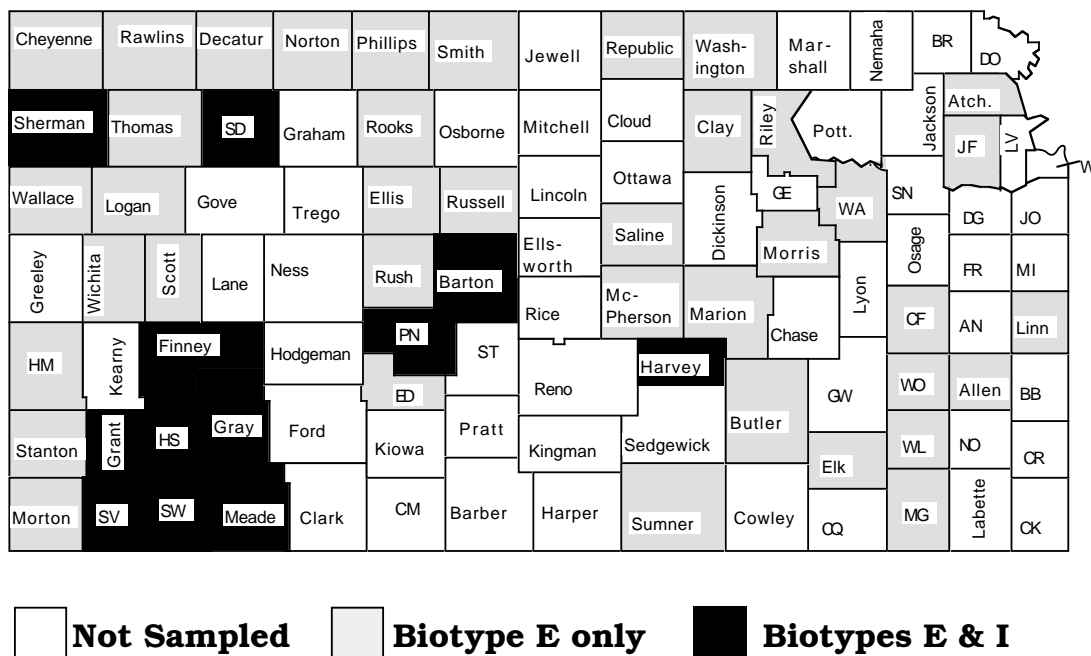 Cheyenne
Rawlins
Decatur
Norton
Phillips
Smith
Jewell
Republic
Wash-
ington
Mar-
shall
Nemaha
BR
DO
Sherman
Thomas
SD
Graham
Rooks
Osborne
Mitchell
Cloud
Clay
Riley
Pott.
Jackson
Atch.
JF
LV
W
Wallace
Logan
Gove
Trego
Ellis
Russell
Lincoln
Ottawa
Saline
Dickinson
GE
WA
SN
DG
JO
Greeley
Wichita
Scott
Lane
Ness
Rush
Barton
Ells-
worth
Morris
Osage
FR
MI
HM
Kearny
Finney
Hodgeman
PN
ST
Rice
Mc-
Pherson
Marion
Chase
Lyon
CF
AN
Linn
ED
Reno
Harvey
Butler
GW
WO
Allen
BB
Stanton
Grant
HS
Gray
Ford
Kiowa
Pratt
Kingman
Sedgewick
Elk
WL
NO
CR
Morton
SV
SW
Meade
Clark
CM
Barber
Harper
Sumner
Cowley
CQ
MG
Labette
CK
Not Sampled
Biotype E only
Biotypes E & I